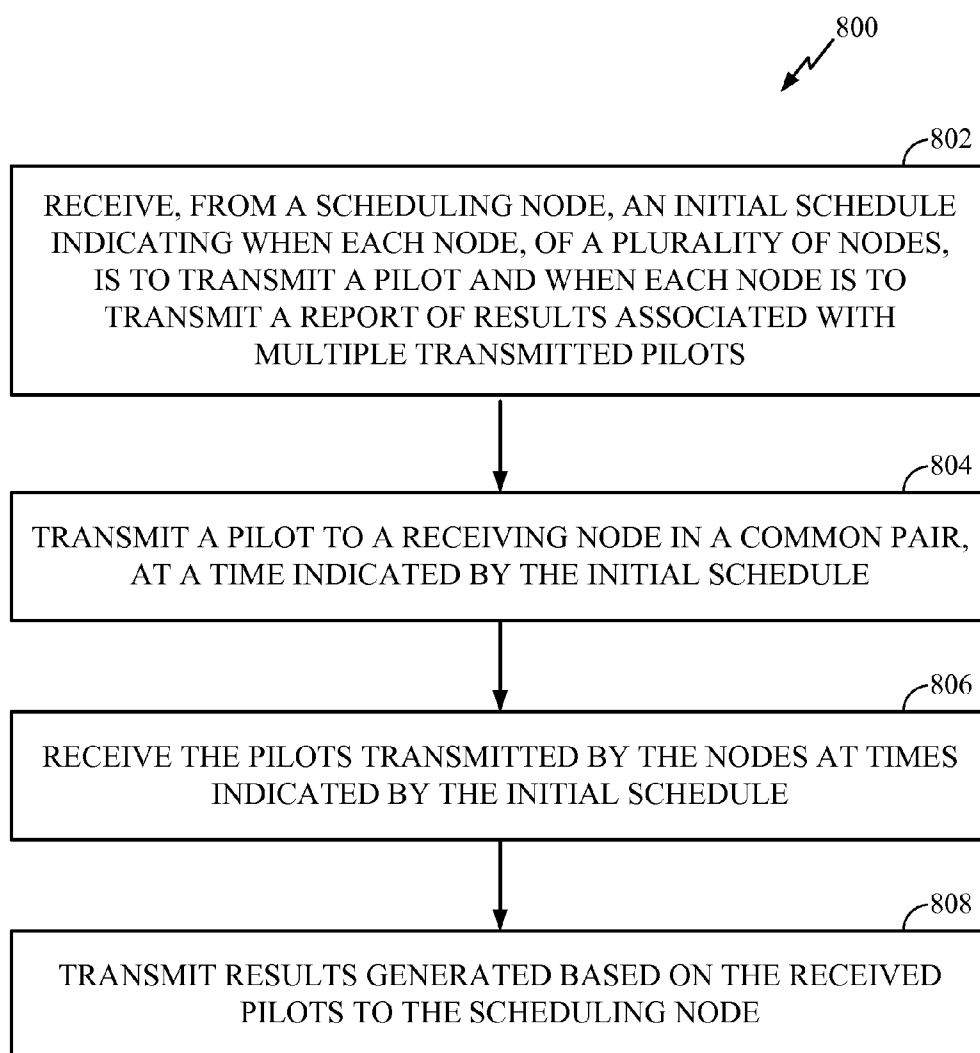 800
802
RECEIVE, FROM A SCHEDULING NODE, AN INITIAL SCHEDULE
INDICATING WHEN EACH NODE, OF A PLURALITY OF NODES,
IS TO TRANSMIT A PILOT AND WHEN EACH NODE IS TO
TRANSMIT A REPORT OF RESULTS ASSOCIATED WITH
MULTIPLE TRANSMITTED PILOTS
804
TRANSMIT A PILOT TO A RECEIVING NODE IN A COMMON PAIR,
AT A TIME INDICATED BY THE INITIAL SCHEDULE
806
RECEIVE THE PILOTS TRANSMITTED BY THE NODES AT TIMES
INDICATED BY THE INITIAL SCHEDULE
808
TRANSMIT RESULTS GENERATED BASED ON THE RECEIVED
PILOTS TO THE SCHEDULING NODE